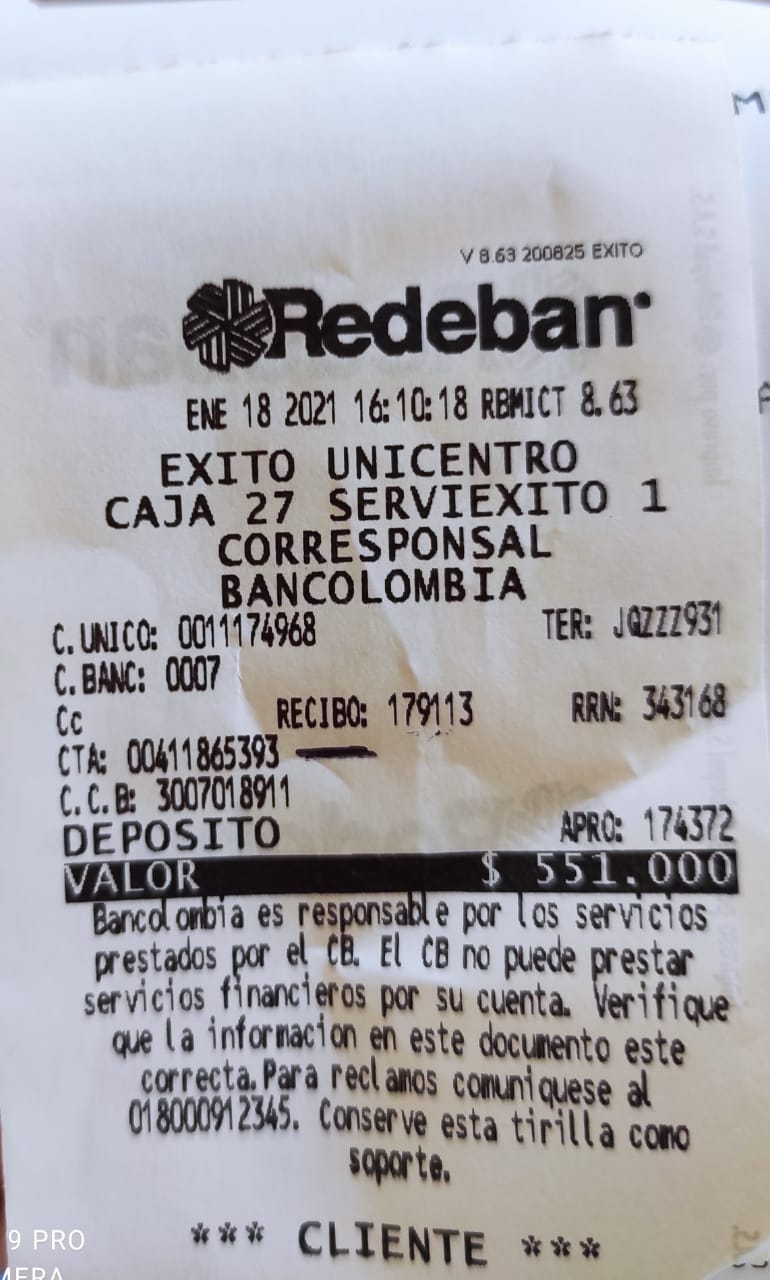 V 8.63 200825 EXITO
Redeban
ENE 18 2021 16:10:18 RBMICT 8.63
EXITO UNICENTRO
CAJA 27 SERVIEXITO 1
CORRESPONSAL
BANCOLOMBIA
C. UNICO: 0011174968 TER: JQZZZ931
C. BANC: 0007
Cc RECIBO: 179113 RRN: 343168
CTA: 00411865393
C. C. B: 3007018911
DEPOSITO APRO: 174372
VALOR $ 551.000
Bancolombia es responsable por los servicios
prestados por el CB. El CB no puede prestar
servicios financieros por su cuenta. Verifique
que la informacion en este documento este
correcta. Para reclamos comuniquese al
018000912345. Conserve esta tirilla como
soporte.
*** CLIENTE ***
9 PRO